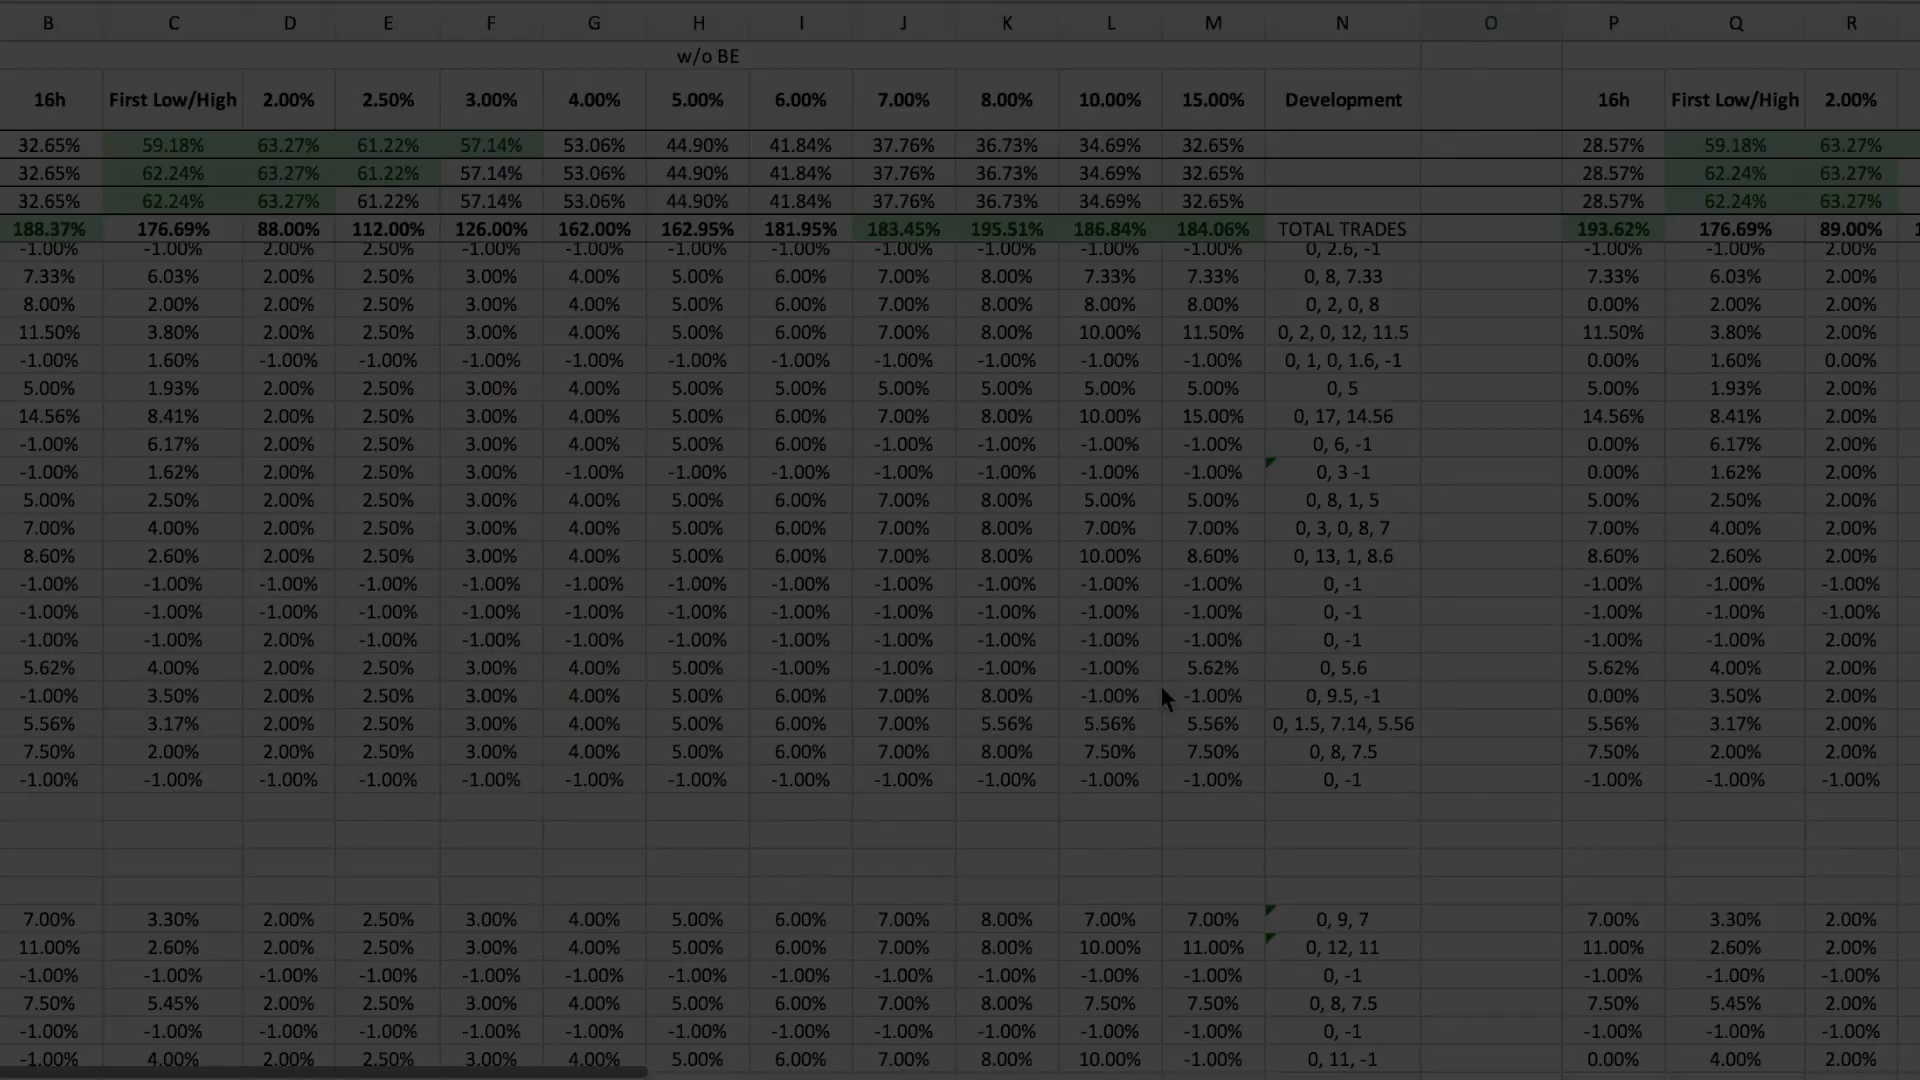 B C D E F G H I J K L M N O P Q R
w/o BE
16h First Low/High 2.00% 2.50% 3.00% 4.00% 5.00% 6.00% 7.00% 8.00% 10.00% 15.00% Development 16h First Low/High 2.00%
32.65% 59.18% 63.27% 61.22% 57.14% 53.06% 44.90% 41.84% 37.76% 36.73% 34.69% 32.65% 28.57% 59.18% 63.27%
32.65% 62.24% 63.27% 61.22% 57.14% 53.06% 44.90% 41.84% 37.76% 36.73% 34.69% 32.65% 28.57% 62.24% 63.27%
32.65% 62.24% 63.27% 61.22% 57.14% 53.06% 44.90% 41.84% 37.76% 36.73% 34.69% 32.65% 28.57% 62.24% 63.27%
188.37% 176.69% 88.00% 112.00% 126.00% 162.00% 162.95% 181.95% 183.45% 195.51% 186.84% 184.06% TOTAL TRADES 193.62% 176.69% 89.00%
-1.00% -1.00% 2.00% 2.50% -1.00% -1.00% -1.00% -1.00% -1.00% -1.00% -1.00% -1.00% 0, 2.6, -1 -1.00% -1.00% 2.00%
7.33% 6.03% 2.00% 2.50% 3.00% 4.00% 5.00% 6.00% 7.00% 8.00% 7.33% 7.33% 0, 8, 7.33 7.33% 6.03% 2.00%
8.00% 2.00% 2.00% 2.50% 3.00% 4.00% 5.00% 6.00% 7.00% 8.00% 8.00% 8.00% 0, 2, 0, 8 0.00% 2.00% 2.00%
11.50% 3.80% 2.00% 2.50% 3.00% 4.00% 5.00% 6.00% 7.00% 8.00% 10.00% 11.50% 0, 2, 0, 12, 11.5 11.50% 3.80% 2.00%
-1.00% 1.60% -1.00% -1.00% -1.00% -1.00% -1.00% -1.00% -1.00% -1.00% -1.00% -1.00% 0, 1, 0, 1.6, -1 0.00% 1.60% 0.00%
5.00% 1.93% 2.00% 2.50% 3.00% 4.00% 5.00% 5.00% 5.00% 5.00% 5.00% 5.00% 0, 5 5.00% 1.93% 2.00%
14.56% 8.41% 2.00% 2.50% 3.00% 4.00% 5.00% 6.00% 7.00% 8.00% 10.00% 15.00% 0, 17, 14.56 14.56% 8.41% 2.00%
-1.00% 6.17% 2.00% 2.50% 3.00% 4.00% 5.00% 6.00% -1.00% -1.00% -1.00% -1.00% 0, 6, -1 0.00% 6.17% 2.00%
-1.00% 1.62% 2.00% 2.50% 3.00% -1.00% -1.00% -1.00% -1.00% -1.00% -1.00% -1.00% 0, 3 -1 0.00% 1.62% 2.00%
5.00% 2.50% 2.00% 2.50% 3.00% 4.00% 5.00% 6.00% 7.00% 8.00% 5.00% 5.00% 0, 8, 1, 5 5.00% 2.50% 2.00%
7.00% 4.00% 2.00% 2.50% 3.00% 4.00% 5.00% 6.00% 7.00% 8.00% 7.00% 7.00% 0, 3, 0, 8, 7 7.00% 4.00% 2.00%
8.60% 2.60% 2.00% 2.50% 3.00% 4.00% 5.00% 6.00% 7.00% 8.00% 10.00% 8.60% 0, 13, 1, 8.6 8.60% 2.60% 2.00%
-1.00% -1.00% -1.00% -1.00% -1.00% -1.00% -1.00% -1.00% -1.00% -1.00% -1.00% -1.00% 0, -1 -1.00% -1.00% -1.00%
-1.00% -1.00% -1.00% -1.00% -1.00% -1.00% -1.00% -1.00% -1.00% -1.00% -1.00% -1.00% 0, -1 -1.00% -1.00% -1.00%
-1.00% -1.00% 2.00% -1.00% -1.00% -1.00% -1.00% -1.00% -1.00% -1.00% -1.00% -1.00% 0, -1 -1.00% -1.00% 2.00%
5.62% 4.00% 2.00% 2.50% 3.00% 4.00% 5.00% -1.00% -1.00% -1.00% -1.00% 5.62% 0, 5.6 5.62% 4.00% 2.00%
-1.00% 3.50% 2.00% 2.50% 3.00% 4.00% 5.00% 6.00% 7.00% 8.00% -1.00% -1.00% 0, 9.5, -1 0.00% 3.50% 2.00%
5.56% 3.17% 2.00% 2.50% 3.00% 4.00% 5.00% 6.00% 7.00% 5.56% 5.56% 5.56% 0, 1.5, 7.14, 5.56 5.56% 3.17% 2.00%
7.50% 2.00% 2.00% 2.50% 3.00% 4.00% 5.00% 6.00% 7.00% 8.00% 7.50% 7.50% 0, 8, 7.5 7.50% 2.00% 2.00%
-1.00% -1.00% -1.00% -1.00% -1.00% -1.00% -1.00% -1.00% -1.00% -1.00% -1.00% -1.00% 0, -1 -1.00% -1.00% -1.00%
7.00% 3.30% 2.00% 2.50% 3.00% 4.00% 5.00% 6.00% 7.00% 8.00% 7.00% 7.00% 0, 9, 7 7.00% 3.30% 2.00%
11.00% 2.60% 2.00% 2.50% 3.00% 4.00% 5.00% 6.00% 7.00% 8.00% 10.00% 11.00% 0, 12, 11 11.00% 2.60% 2.00%
-1.00% -1.00% -1.00% -1.00% -1.00% -1.00% -1.00% -1.00% -1.00% -1.00% -1.00% -1.00% 0, -1 -1.00% -1.00% -1.00%
7.50% 5.45% 2.00% 2.50% 3.00% 4.00% 5.00% 6.00% 7.00% 8.00% 7.50% 7.50% 0, 8, 7.5 7.50% 5.45% 2.00%
-1.00% -1.00% -1.00% -1.00% -1.00% -1.00% -1.00% -1.00% -1.00% -1.00% -1.00% -1.00% 0, -1 -1.00% -1.00% -1.00%
-1.00% 4.00% 2.00% 2.50% 3.00% 4.00% 5.00% 6.00% 7.00% 8.00% 10.00% -1.00% 0, 11, -1 0.00% 4.00% 2.00%